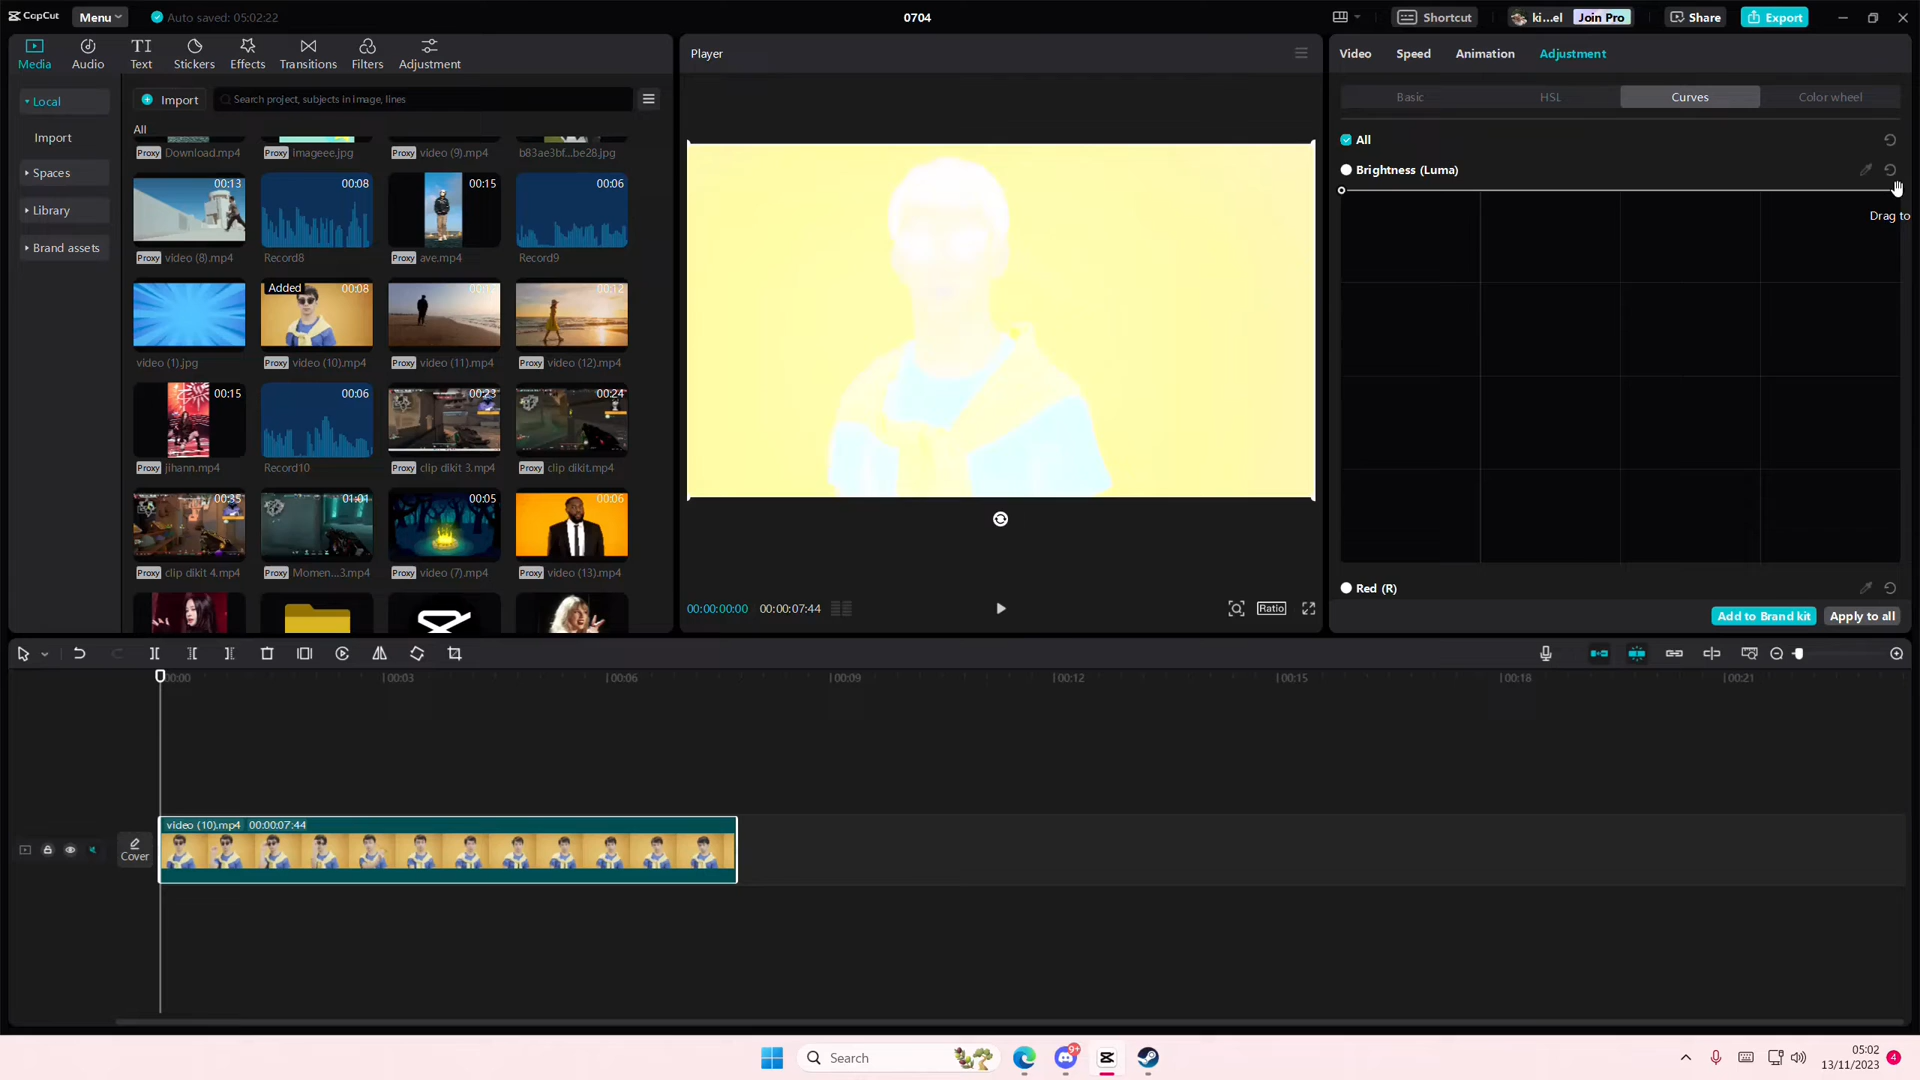 CapCut
Menu
Auto saved: 05:02:22
0704
Shortcut
ki...el
Join Pro
Share
Export
Media
Audio
Text
Stickers
Effects
Transitions
Filters
Adjustment
Local
Import
Spaces
Library
Brand assets
Import
Search project, subjects in image, lines
All
Proxy Download.mp4
Proxy Imageee.jpg
Proxy video (9).mp4
b83ae3bf...be28.jpg
00:13
00:08
00:15
00:06
Proxy video (8).mp4
Record8
Proxy ave.mp4
Record9
Added
00:08
00:12
video (1).jpg
Proxy video (10).mp4
Proxy video (11).mp4
Proxy video (12).mp4
00:15
00:06
00:23
00:24
Proxy jihann.mp4
Record10
Proxy clip dikit 3.mp4
Proxy clip dikit.mp4
00:35
01:01
00:05
00:06
Proxy clip dikit 4.mp4
Proxy Momen...3.mp4
Proxy video (7).mp4
Proxy video (13).mp4
Player
00:00:00:00
00:00:07:44
Ratio
Video
Speed
Animation
Adjustment
Basic
HSL
Curves
Color wheel
All
Brightness (Luma)
Drag to
Red (R)
Add to Brand kit
Apply to all
00:00
00:03
00:06
00:09
00:12
00:15
00:18
00:21
Cover
video (10).mp4 00:00:07:44
Search
9+
05:02
13/11/2023
4